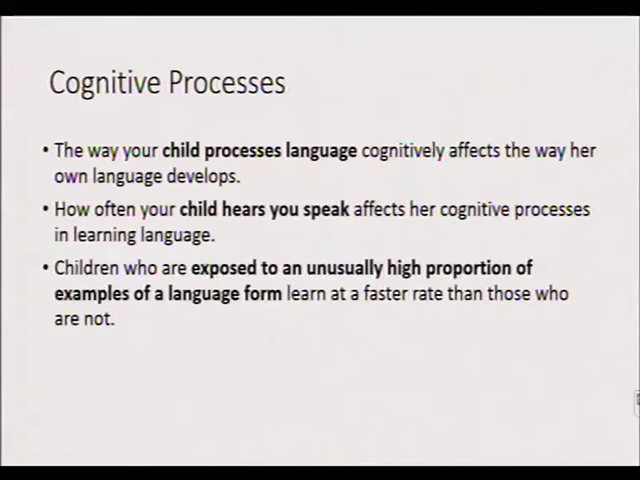 Cognitive Processes
• The way your child processes language cognitively affects the way her
own language develops.
• How often your child hears you speak affects her cognitive processes
in learning language.
• Children who are exposed to an unusually high proportion of
examples of a language form learn at a faster rate than those who
are not.